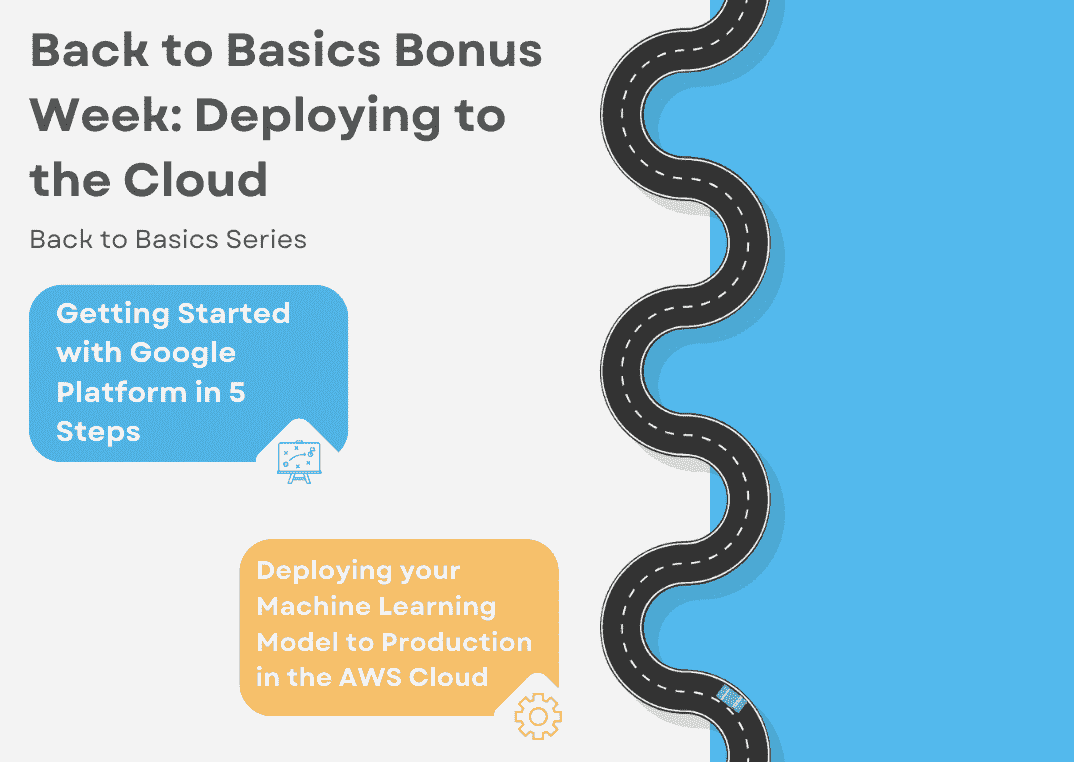 Back to Basics Bonus
Week: Deploying to
the Cloud
Back to Basics Series
Getting Started
with Google
Platform in 5
Steps
Deploying your
Machine Learning
Model to Production
in the AWS Cloud